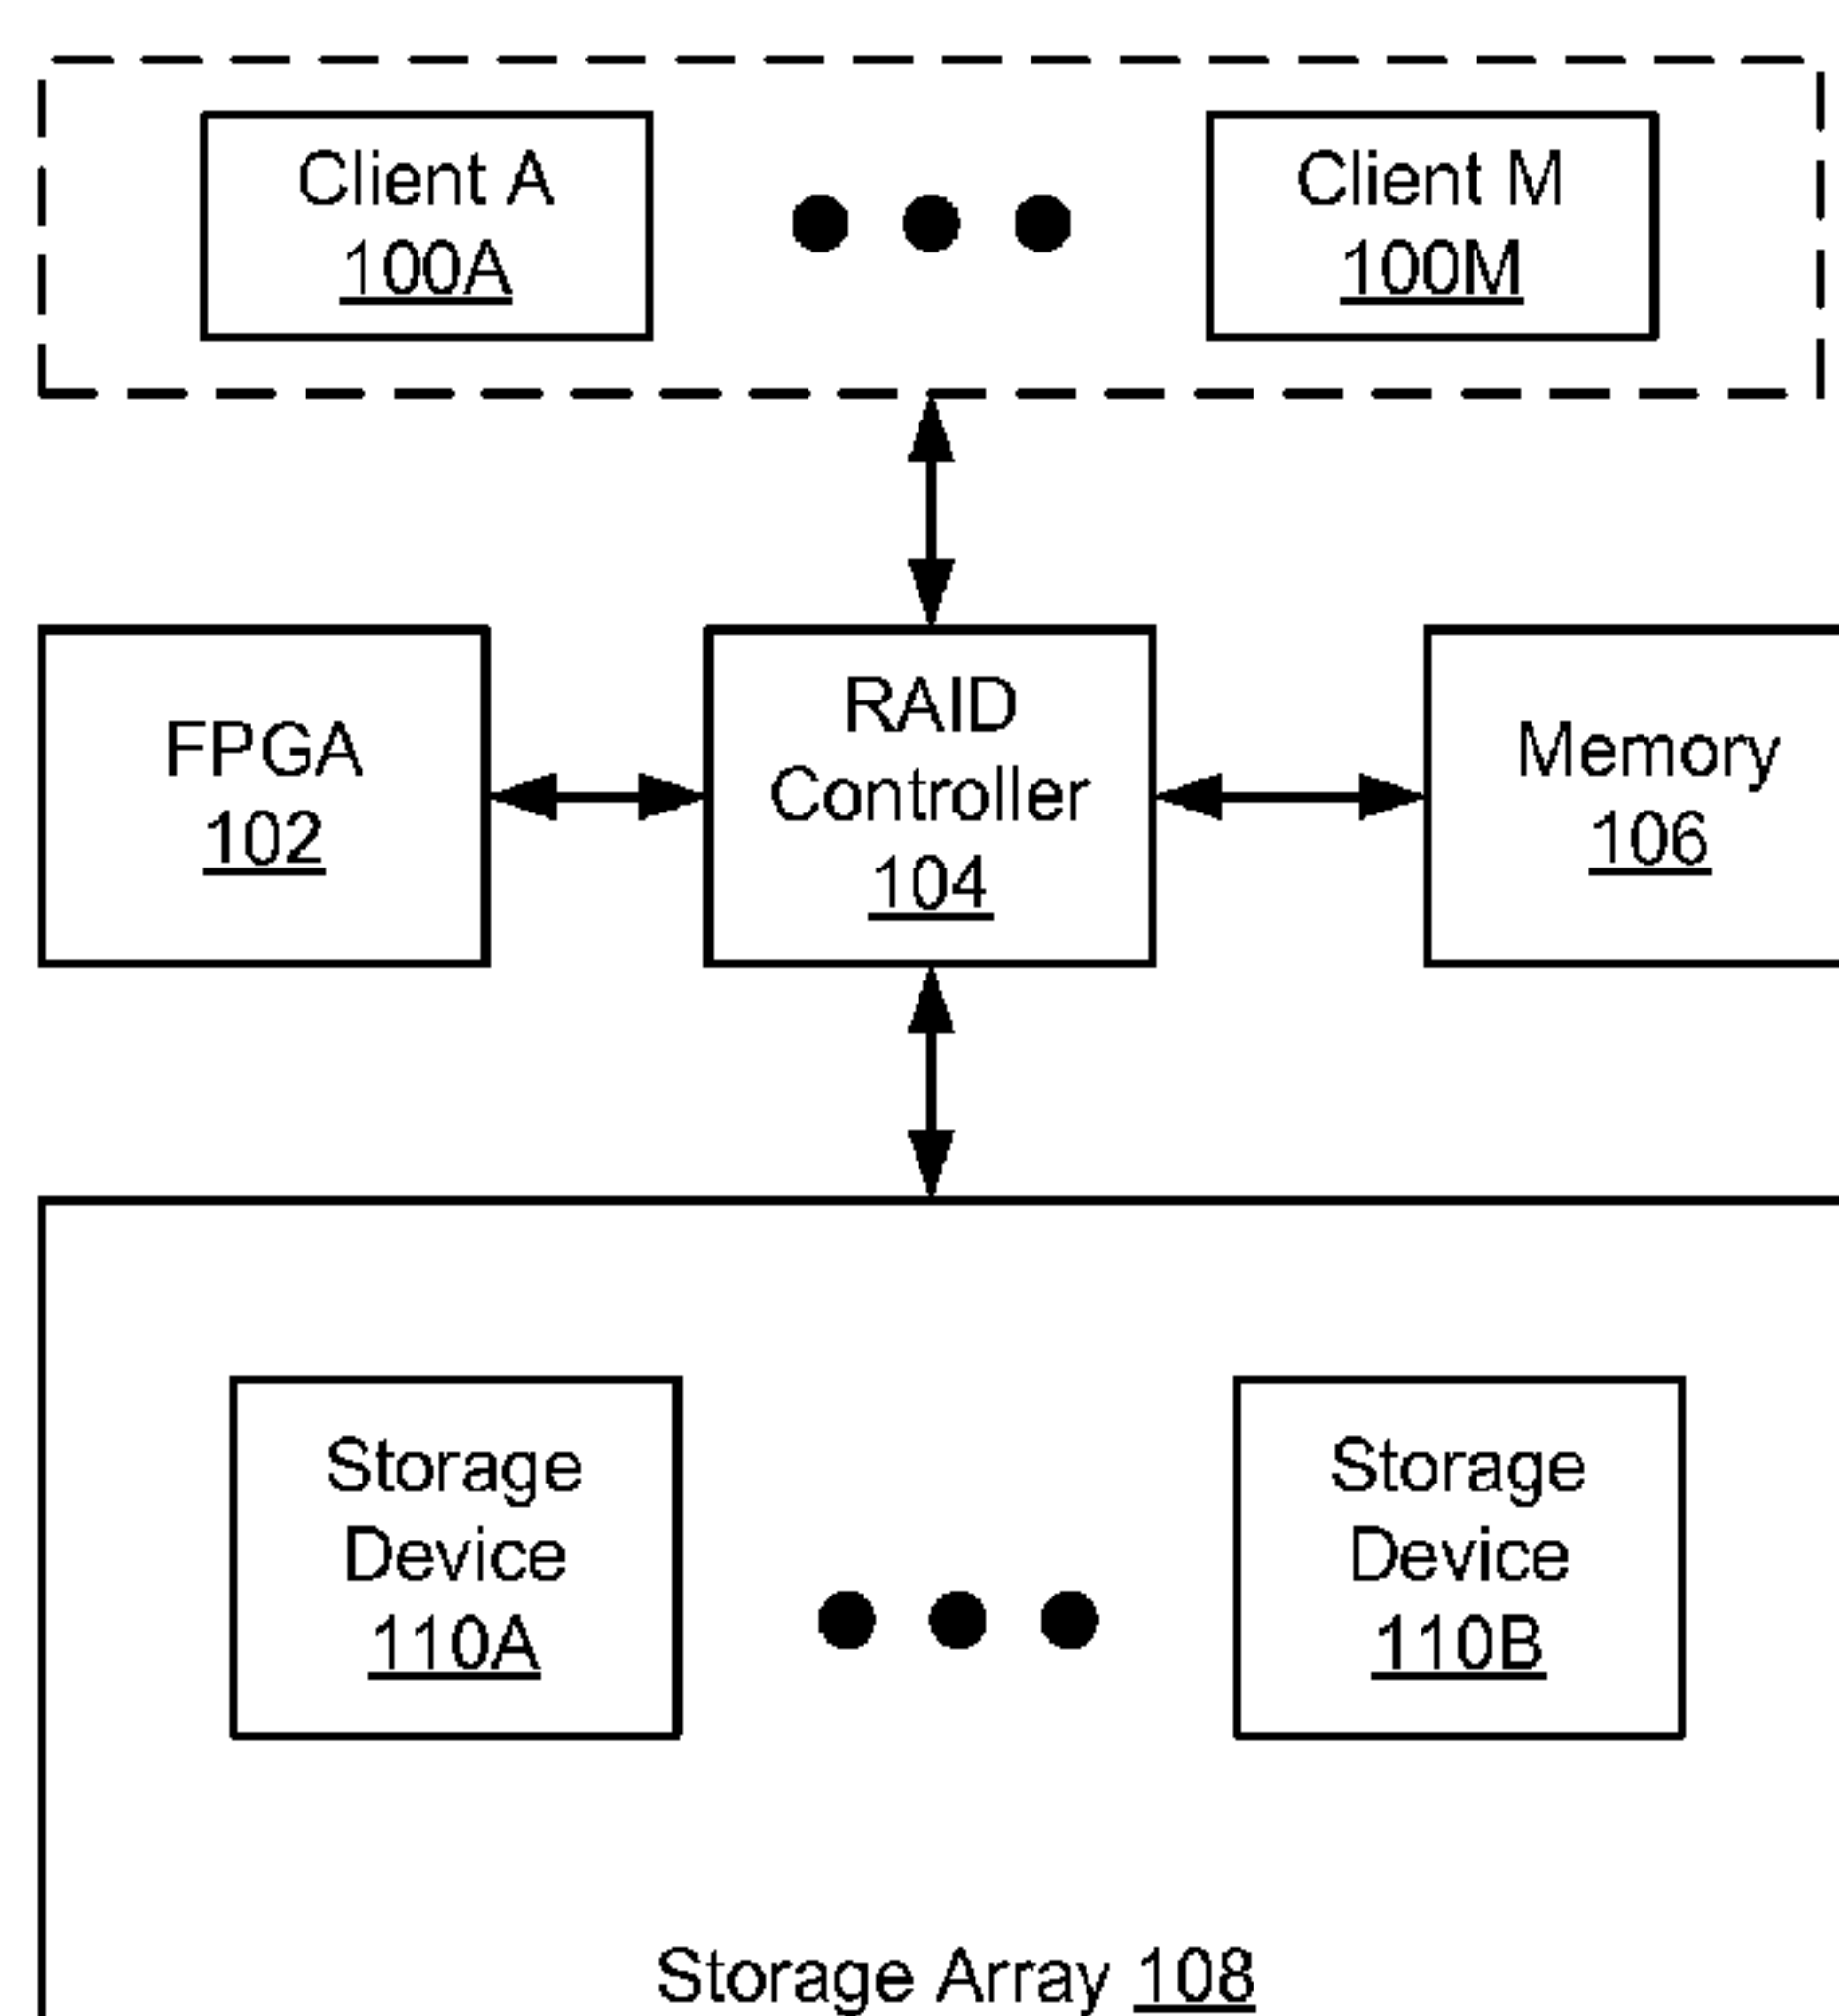 Client A
100A
Client M
100M
FPGA
102
RAID
Controller
104
Memory
106
Storage
Device
110A
Storage
Device
110B
Storage Array 108